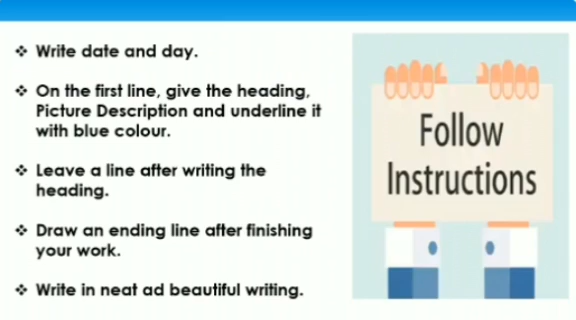 ❖ Write date and day.
❖ On the first line, give the heading,
Picture Description and underline it
with blue colour.
❖ Leave a line after writing the
heading.
❖ Draw an ending line after finishing
your work.
❖ Write in neat ad beautiful writing.
Follow
Instructions